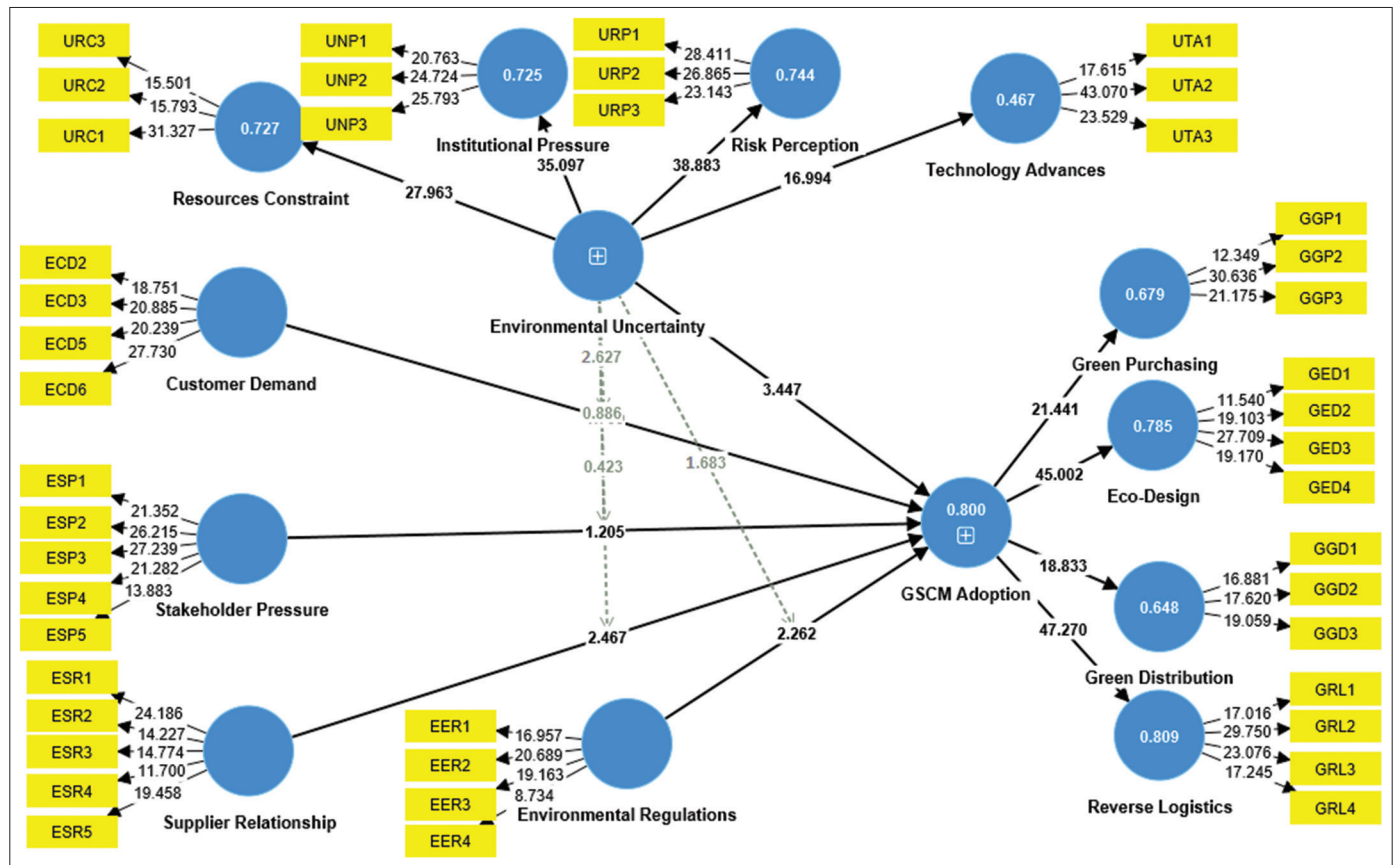 URC3
URC2
URC1
15.501
15.793
31.327
0.727
Resources Constraint
UNP1
UNP2
UNP3
20.763
24.724
25.793
0.725
Institutional Pressure
URP1
URP2
URP3
28.411
26.865
23.143
0.744
Risk Perception
0.467
Technology Advances
17.615
43.070
23.529
UTA1
UTA2
UTA3
27.963
35.097
38.883
16.994
Environmental Uncertainty
ECD2
ECD3
ECD5
ECD6
18.751
20.885
20.239
27.730
Customer Demand
2.627
0.886
0.423
1.683
3.447
ESP1
ESP2
ESP3
ESP4
ESP5
21.352
26.215
27.239
21.282
13.883
Stakeholder Pressure
1.205
ESR1
ESR2
ESR3
ESR4
ESR5
24.186
14.227
14.774
11.700
19.458
Supplier Relationship
2.467
EER1
EER2
EER3
EER4
16.957
20.689
19.163
8.734
Environmental Regulations
2.262
0.800
GSCM Adoption
21.441
45.002
18.833
47.270
0.679
Green Purchasing
12.349
30.636
21.175
GGP1
GGP2
GGP3
0.785
Eco-Design
11.540
19.103
27.709
19.170
GED1
GED2
GED3
GED4
0.648
Green Distribution
16.881
17.620
19.059
GGD1
GGD2
GGD3
0.809
Reverse Logistics
17.016
29.750
23.076
17.245
GRL1
GRL2
GRL3
GRL4